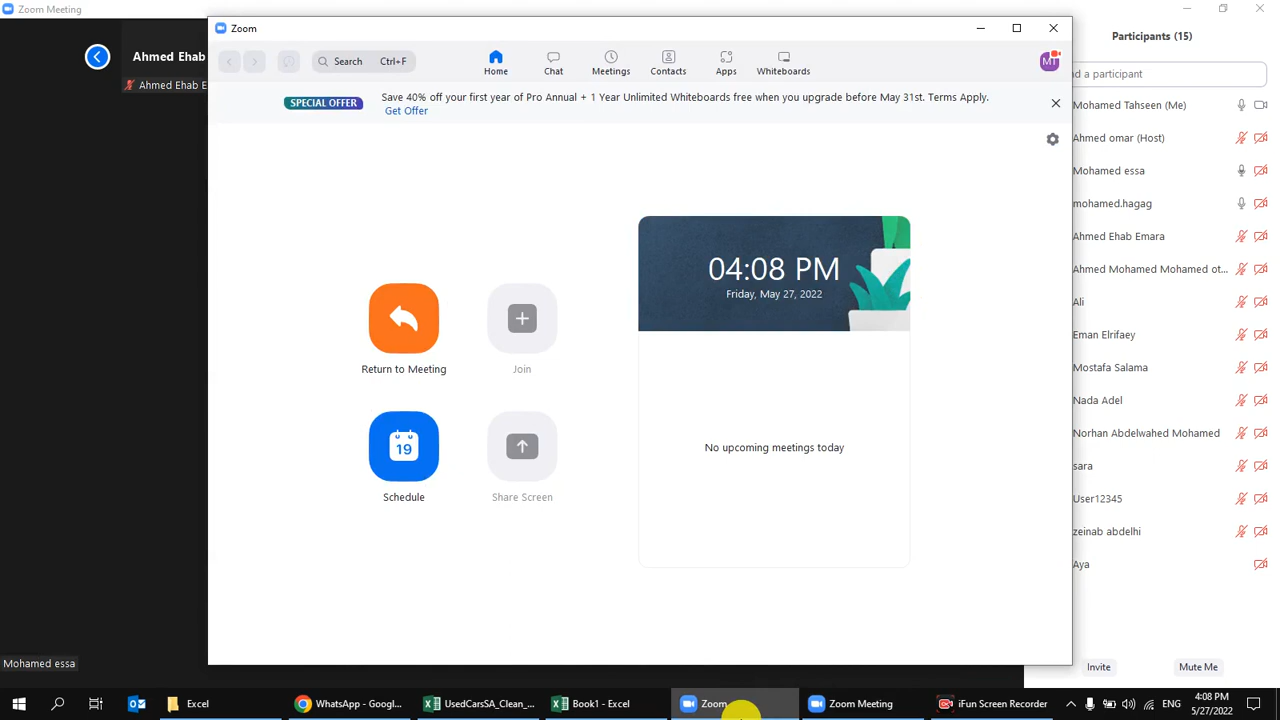 Zoom Meeting
Ahmed Ehab
Ahmed Ehab E
Mohamed essa
Zoom
Search Ctrl+F
Home
Chat
Meetings
Contacts
Apps
Whiteboards
MT
SPECIAL OFFER
Save 40% off your first year of Pro Annual + 1 Year Unlimited Whiteboards free when you upgrade before May 31st. Terms Apply.
Get Offer
Return to Meeting
Join
19
Schedule
Share Screen
04:08 PM
Friday, May 27, 2022
No upcoming meetings today
Participants (15)
d a participant
Mohamed Tahseen (Me)
Ahmed omar (Host)
Mohamed essa
mohamed.hagag
Ahmed Ehab Emara
Ahmed Mohamed Mohamed ot...
Ali
Eman Elrifaey
Mostafa Salama
Nada Adel
Norhan Abdelwahed Mohamed
sara
User12345
zeinab abdelhi
Aya
Invite
Mute Me
Excel
WhatsApp - Googl...
UsedCarsSA_Clean_...
Book1 - Excel
Zoom
Zoom Meeting
iFun Screen Recorder
4:08 PM
5/27/2022